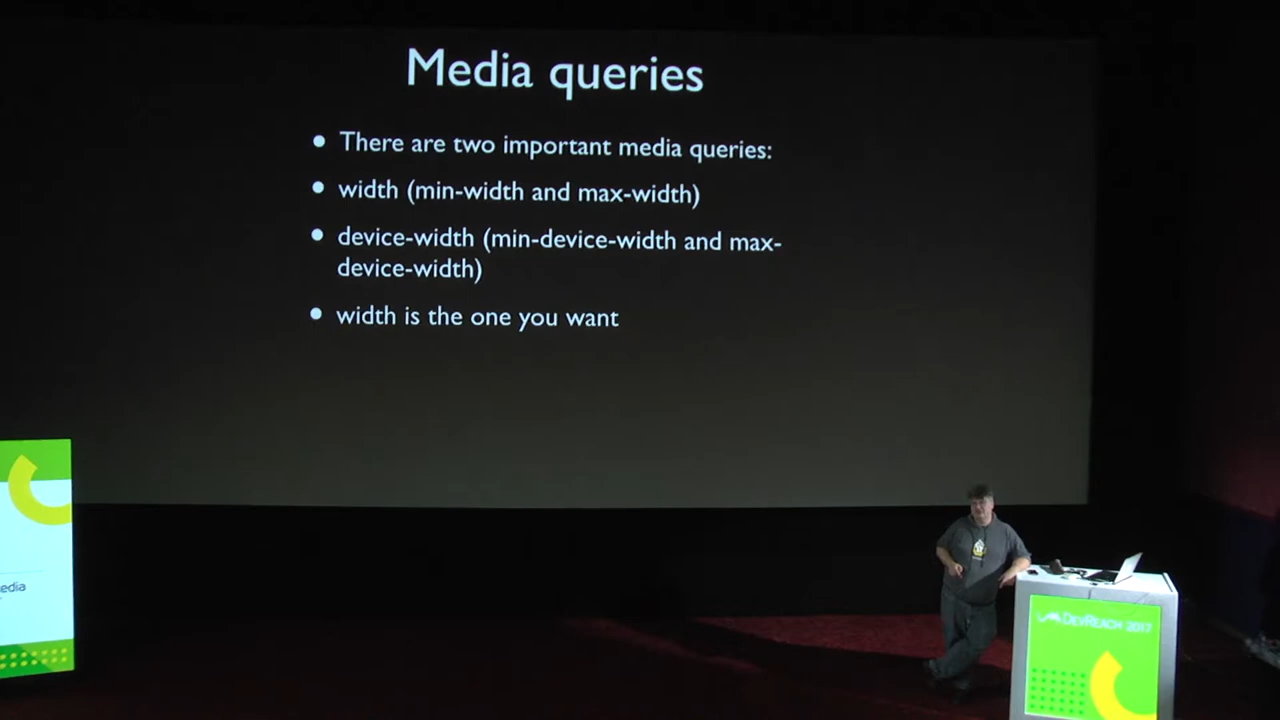 Media queries
• There are two important media queries:
• width (min-width and max-width)
• device-width (min-device-width and max-
device-width)
• width is the one you want
edia
DEVREACH 2017